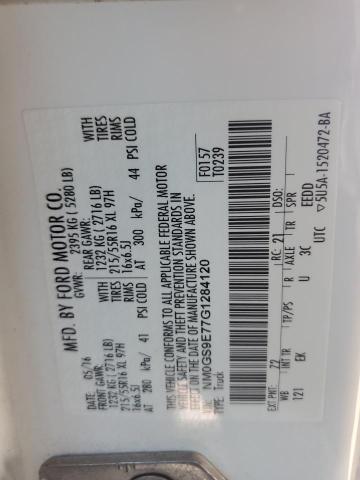 MFD. BY FORD MOTOR CO.
DATE: 05/16
GVWR: 2395 KG ( 5280 LB)
FRONT GAWR:
1232 KG ( 2716 LB)
215/55R16 XL 97H
16x6.5J
AT 280 kPa/ 41 PSI COLD
WITH
TIRES
RIMS
REAR GAWR:
1232 KG ( 2716 LB)
215/55R16 XL 97H
16x6.5J
AT 300 kPa/ 44 PSI COLD
WITH
TIRES
RIMS
THIS VEHICLE CONFORMS TO ALL APPLICABLE FEDERAL MOTOR
VEHICLE SAFETY AND THEFT PREVENTION STANDARDS IN
EFFECT ON THE DATE OF MANUFACTURE SHOWN ABOVE.
VIN: NM0GS9E77G1284120
TYPE: Truck
F0157
T0239
EXT PNT: Z2
RC: 21
DSO:
WB
INT TR
TP/PS
R
AXLE
TR
SPR
121
EK
U
3C
EEDD
UTC
▽5U5A-1520472-BA